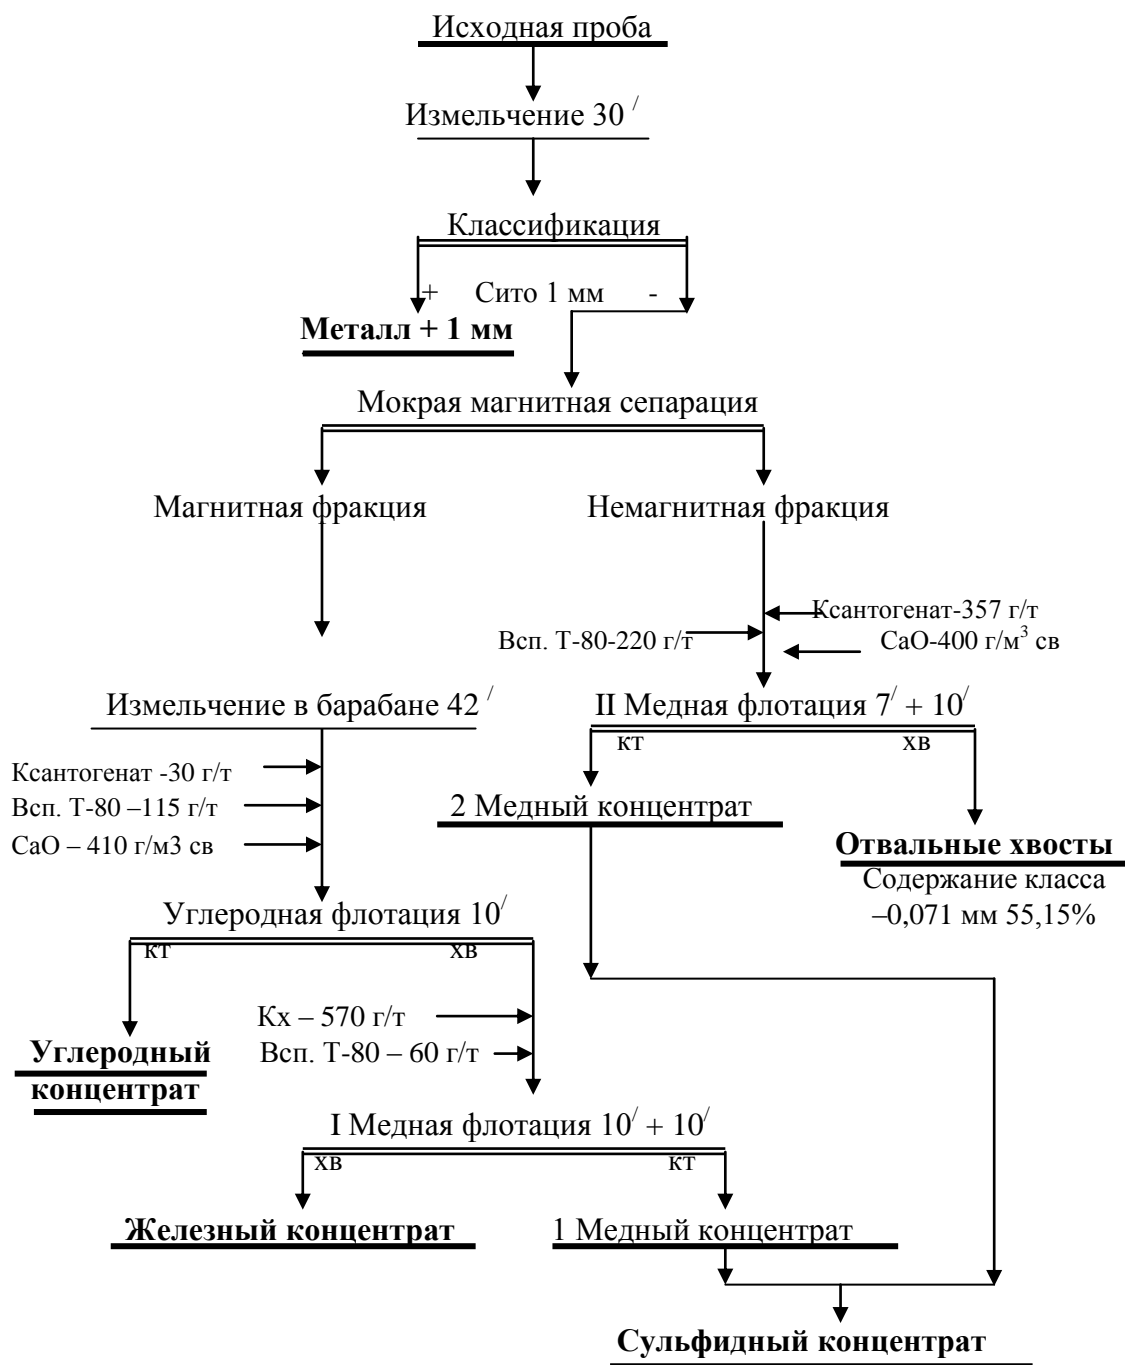 Исходная проба
Измельчение 30 /
Классификация
+ Сито 1 мм -
Металл + 1 мм
Мокрая магнитная сепарация
Магнитная фракция
Немагнитная фракция
Ксантогенат-357 г/т
Всп. Т-80-220 г/т
СаО-400 г/м3 св
Измельчение в барабане 42 /
II Медная флотация 7/ + 10/
кт хв
Ксантогенат -30 г/т
Всп. Т-80 –115 г/т
СаО – 410 г/м3 св
2 Медный концентрат
Отвальные хвосты
Содержание класса
–0,071 мм 55,15%
Углеродная флотация 10/
кт хв
Кх – 570 г/т
Всп. Т-80 – 60 г/т
Углеродный
концентрат
I Медная флотация 10/ + 10/
хв кт
Железный концентрат
1 Медный концентрат
Сульфидный концентрат